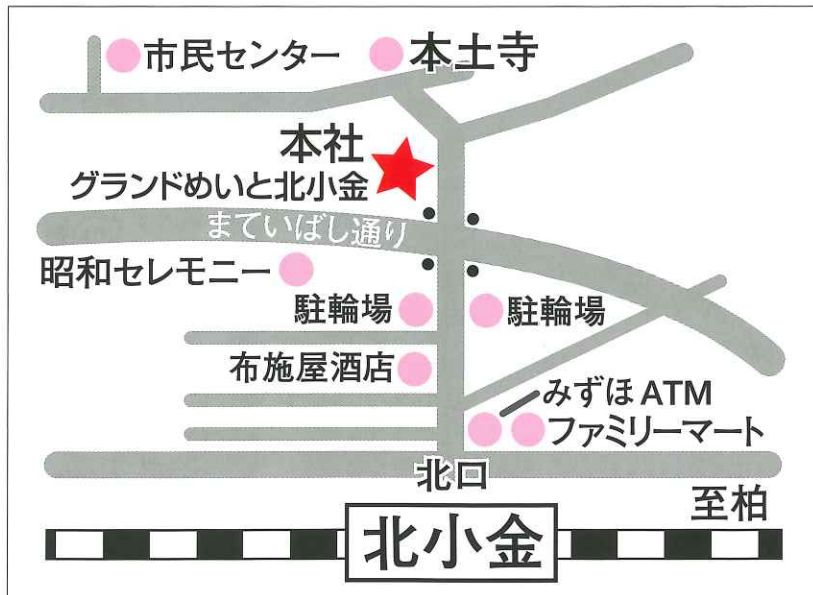 市民センター
本土寺
本社
グランドめいと北小金
まていばし通り
昭和セレモニー
駐輪場
駐輪場
布施屋酒店
みずほATM
ファミリーマート
北口
至柏
北小金